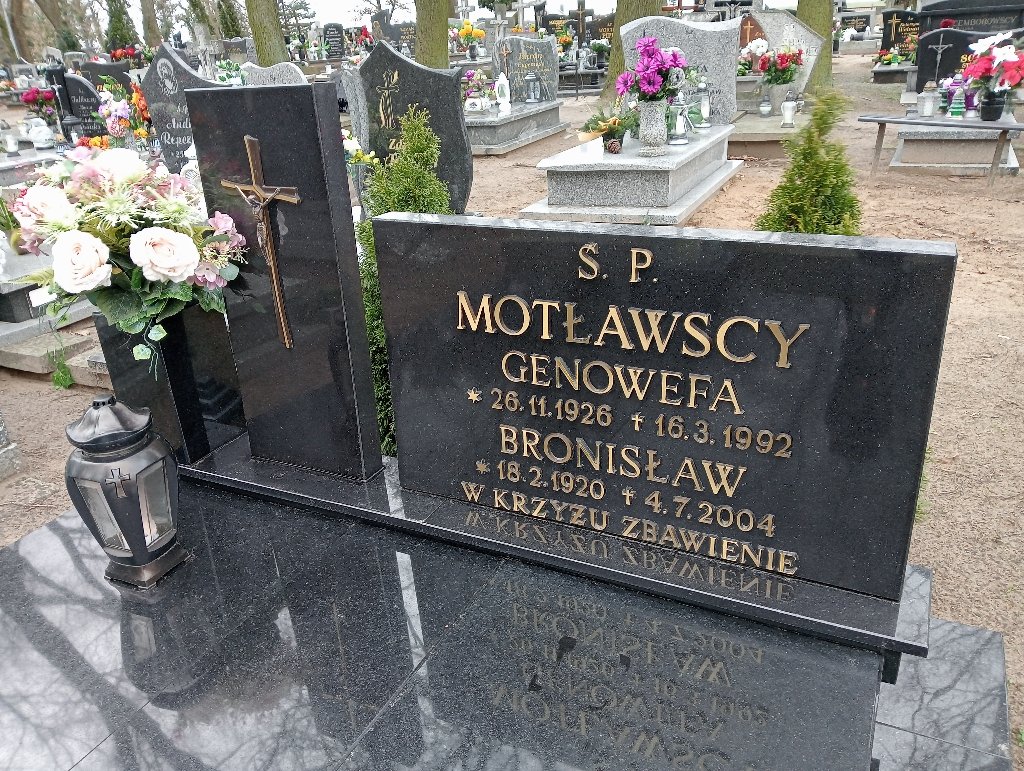 Ś. P.
MOTŁAWSCY
GENOWEFA
* 26.11.1926 † 16.3.1992
BRONISŁAW
* 18.2.1920 † 4.7.2004
W KRZYŻU ZBAWIENIE